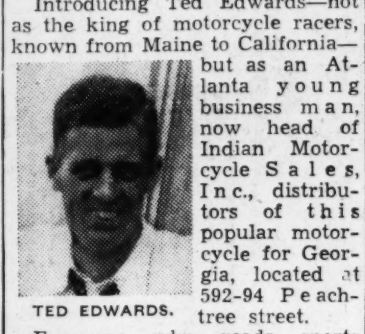 Introducing Ted Edwards—not
as the king of motorcycle racers,
known from Maine to California—
but as an At-
lanta young
business man,
now head of
Indian Motor-
cycle Sales,
Inc., distribu-
tors of this
popular motor-
cycle for Geor-
gia, located at
592-94 Peach-
tree street.
TED EDWARDS.